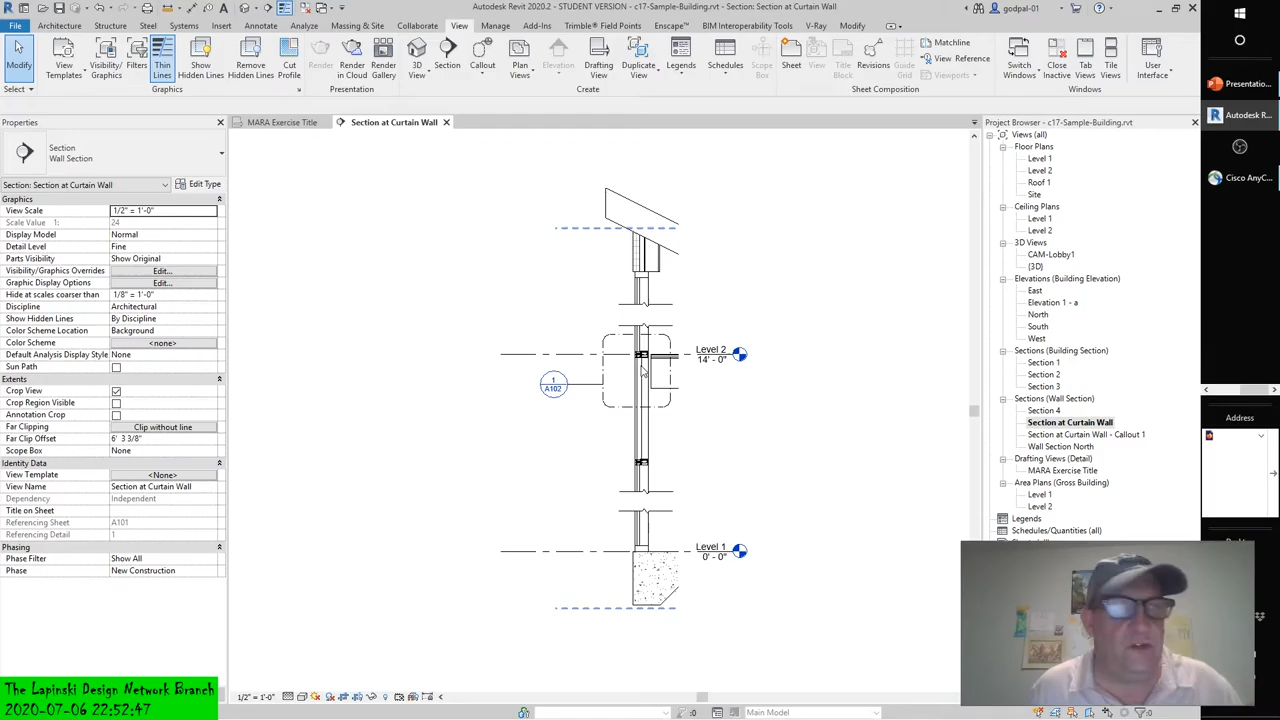 Autodesk Revit 2020.2 - STUDENT VERSION - c17-Sample-Building.rvt - Section: Section at Curtain Wall
godpal-01
File Architecture Structure Steel Systems Insert Annotate Analyze Massing & Site Collaborate View Manage Add-Ins Trimble® Field Points Enscape™ BIM Interoperability Tools V-Ray Modify
Modify
View Templates
Visibility/ Graphics
Filters
Thin Lines
Show Hidden Lines
Remove Hidden Lines
Cut Profile
Render
Render in Cloud
Render Gallery
3D View
Section
Callout
Plan Views
Elevation
Drafting View
Duplicate View
Legends
Schedules
Scope Box
Sheet
View
Title Block
Revisions
Guide Grid
Matchline
View Reference
Viewports
Switch Windows
Close Inactive
Tab Views
Tile Views
User Interface
Select Graphics Presentation Create Sheet Composition Windows
Properties
MARA Exercise Title
Section at Curtain Wall
Section
Wall Section
Section: Section at Curtain Wall Edit Type
Graphics
View Scale 1/2" = 1'-0"
Scale Value 1: 24
Display Model Normal
Detail Level Fine
Parts Visibility Show Original
Visibility/Graphics Overrides Edit...
Graphic Display Options Edit...
Hide at scales coarser than 1/8" = 1'-0"
Discipline Architectural
Show Hidden Lines By Discipline
Color Scheme Location Background
Color Scheme <none>
Default Analysis Display Style None
Sun Path
Extents
Crop View
Crop Region Visible
Annotation Crop
Far Clipping Clip without line
Far Clip Offset 6' 3 3/8"
Scope Box None
Identity Data
View Template <None>
View Name Section at Curtain Wall
Dependency Independent
Title on Sheet
Referencing Sheet A101
Referencing Detail 1
Phasing
Phase Filter Show All
Phase New Construction
Level 2
14' - 0"
1
A102
Level 1
0' - 0"
Project Browser - c17-Sample-Building.rvt
Views (all)
Floor Plans
Level 1
Level 2
Roof 1
Site
Ceiling Plans
Level 1
Level 2
3D Views
CAM-Lobby1
{3D}
Elevations (Building Elevation)
East
Elevation 1 - a
North
South
West
Sections (Building Section)
Section 1
Section 2
Section 3
Sections (Wall Section)
Section 4
Section at Curtain Wall
Section at Curtain Wall - Callout 1
Wall Section North
Drafting Views (Detail)
MARA Exercise Title
Area Plans (Gross Building)
Level 1
Level 2
Legends
Schedules/Quantities (all)
Presentatio...
Autodesk R...
Cisco AnyC...
Address
The Lapinski Design Network Branch
2020-07-06 22:52:47
1/2" = 1'-0"
:0
Main Model
:0